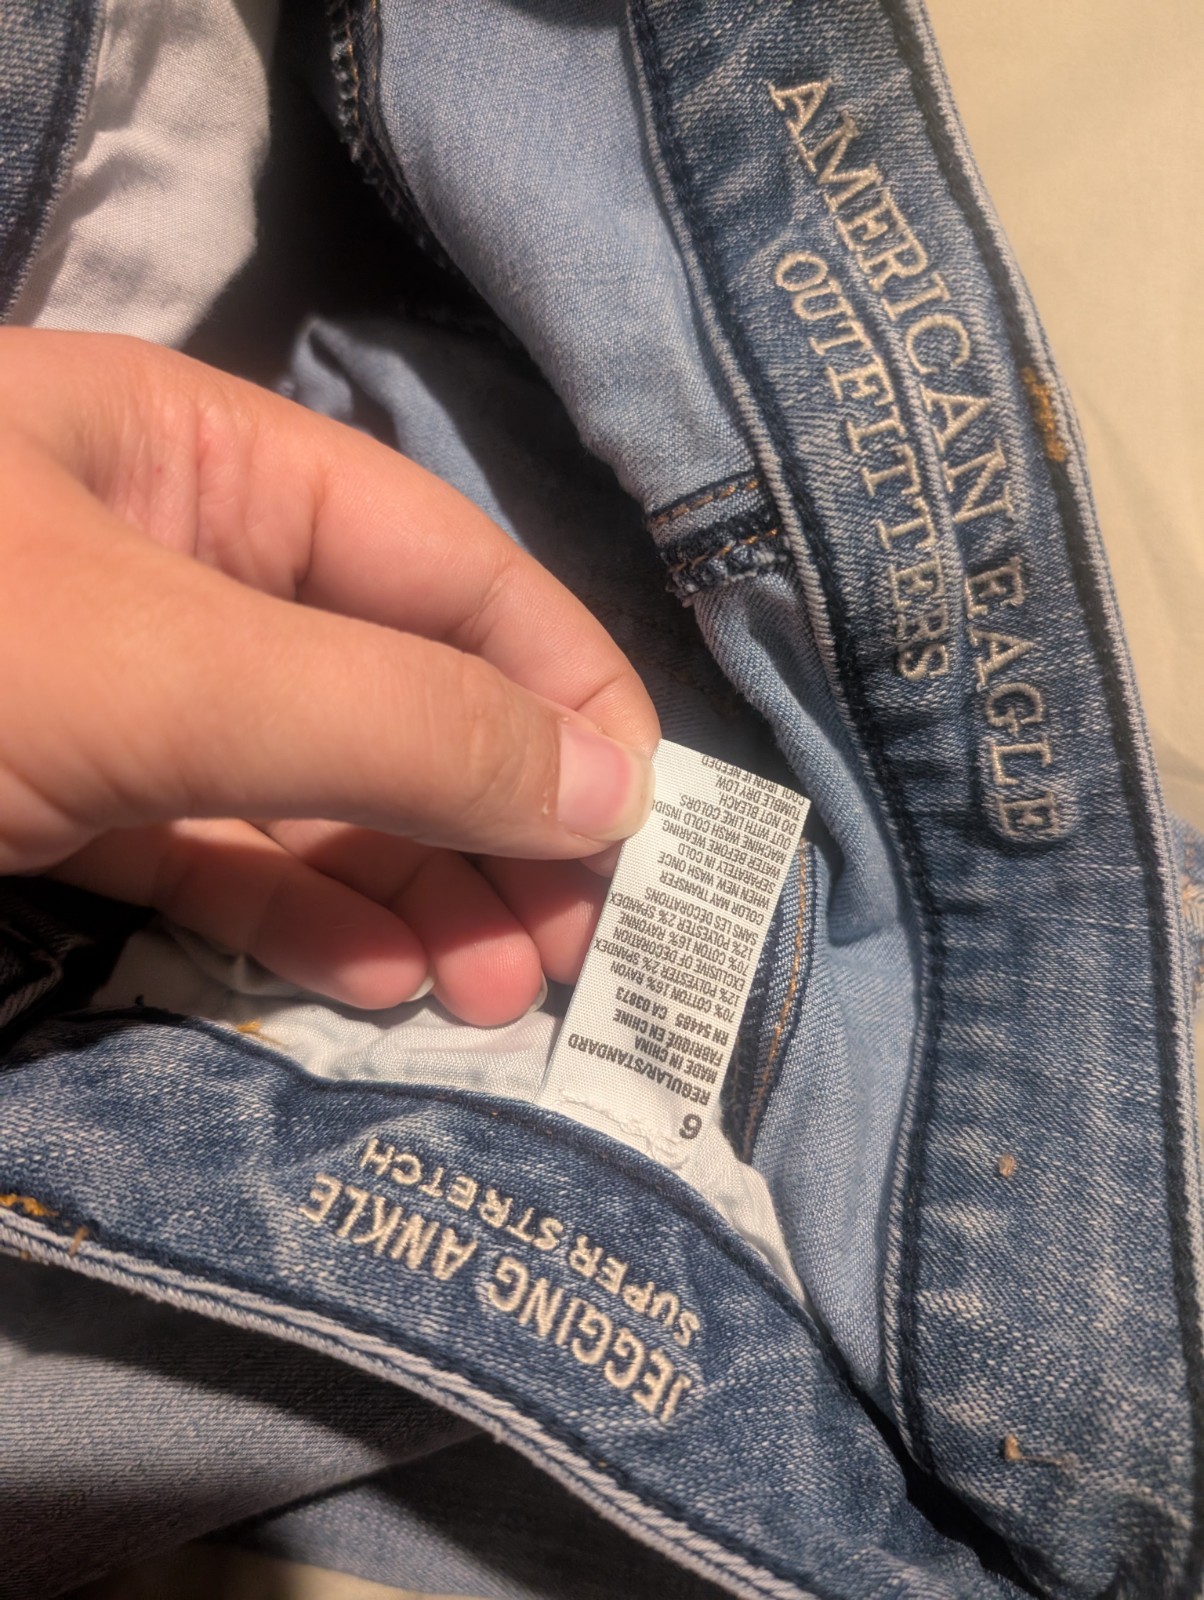 AMERICAN EAGLE
OUTFITTERS
6
REGULAR/STANDARD
MADE IN CHINA
FABRIQUE EN CHINE
RN 54485 CA 03873
70% COTTON 16% RAYON
12% POLYESTER 2% SPANDEX
EXCLUSIVE OF DECORATION
70% COTON 16% RAYONNE
12% POLYESTER 2% SPANDEX
SANS LES DECORATIONS
COLOR MAY TRANSFER
WHEN NEW WASH ONCE
SEPARATELY IN COLD
WATER BEFORE WEARING
MACHINE WASH COLD INSIDE
OUT WITH LIKE COLORS
DO NOT BLEACH
TUMBLE DRY LOW
COOL IRON IF NEEDED
JEGGING ANKLE
SUPER STRETCH